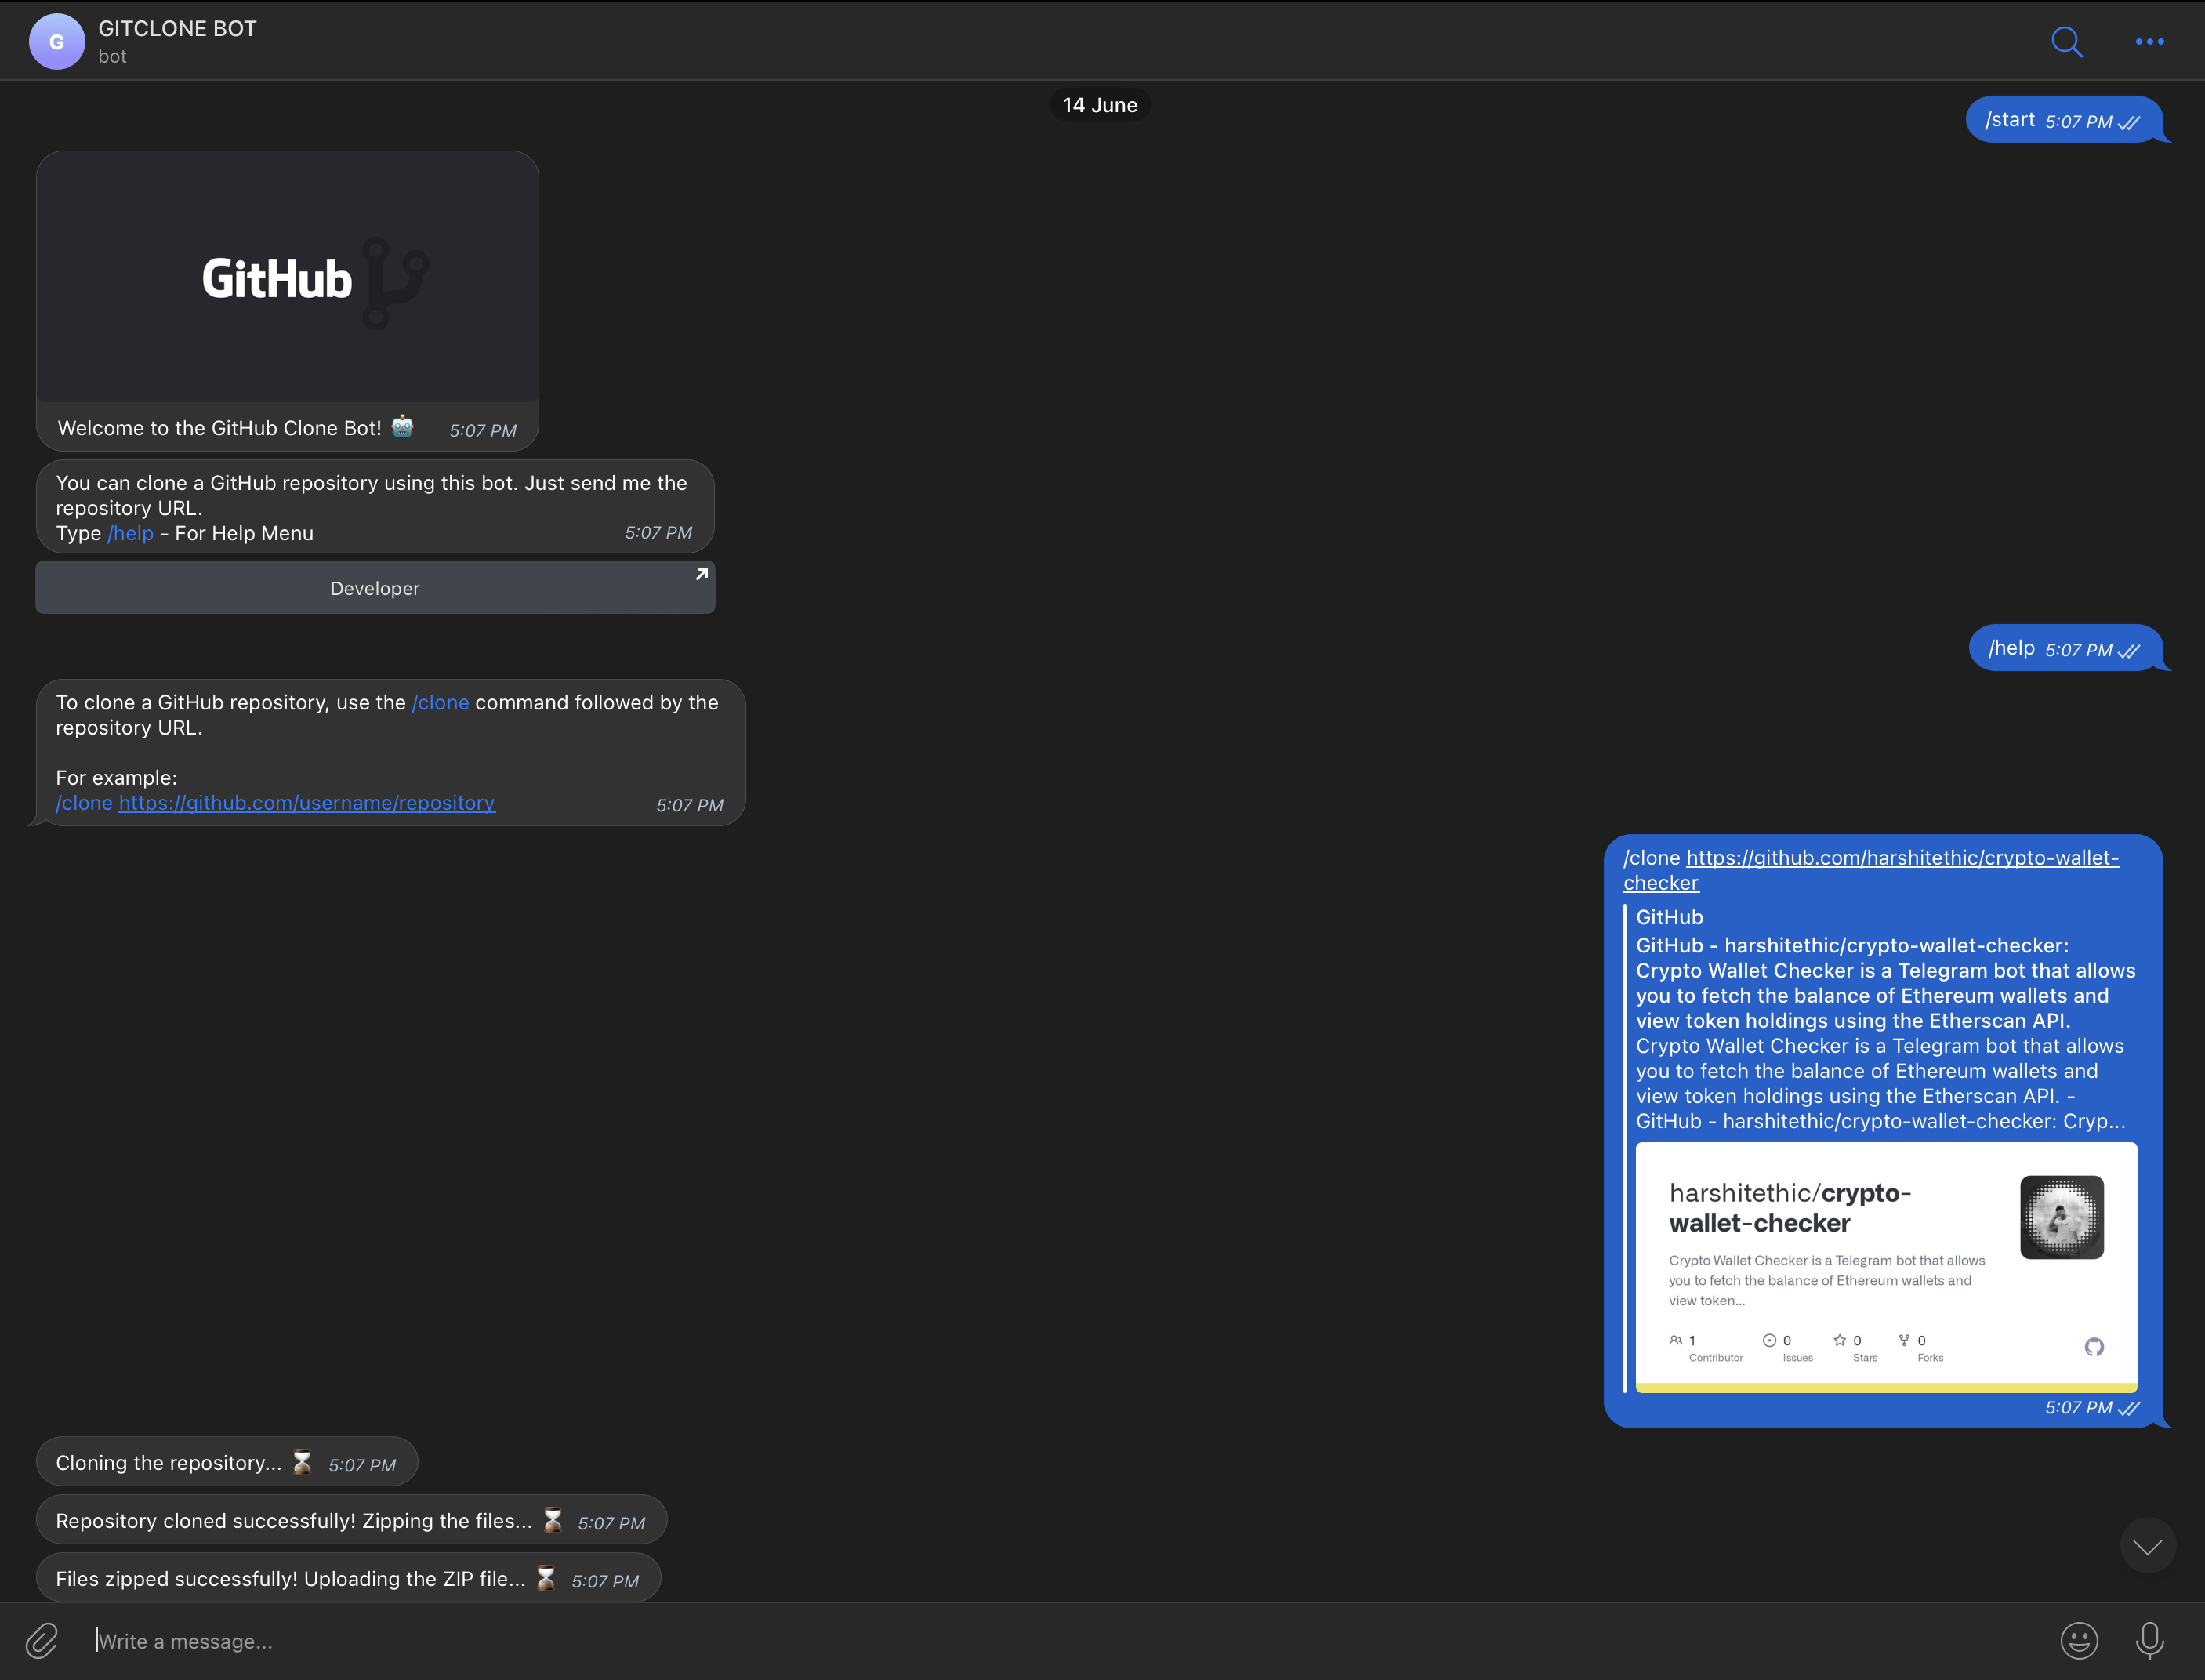 G
GITCLONE BOT
bot
14 June
/start 5:07 PM
GitHub
Welcome to the GitHub Clone Bot! 🤖 5:07 PM
You can clone a GitHub repository using this bot. Just send me the
repository URL.
Type /help - For Help Menu 5:07 PM
Developer
/help 5:07 PM
To clone a GitHub repository, use the /clone command followed by the
repository URL.
For example:
/clone https://github.com/username/repository 5:07 PM
/clone https://github.com/harshitethic/crypto-wallet-
checker
GitHub
GitHub - harshitethic/crypto-wallet-checker:
Crypto Wallet Checker is a Telegram bot that allows
you to fetch the balance of Ethereum wallets and
view token holdings using the Etherscan API.
Crypto Wallet Checker is a Telegram bot that allows
you to fetch the balance of Ethereum wallets and
view token holdings using the Etherscan API. -
GitHub - harshitethic/crypto-wallet-checker: Cryp...
harshitethic/crypto-
wallet-checker
Crypto Wallet Checker is a Telegram bot that allows
you to fetch the balance of Ethereum wallets and
view token...
1 0 0 0
Contributor Issues Stars Forks
5:07 PM
Cloning the repository... ⏳ 5:07 PM
Repository cloned successfully! Zipping the files... ⏳ 5:07 PM
Files zipped successfully! Uploading the ZIP file... ⏳ 5:07 PM
Write a message...